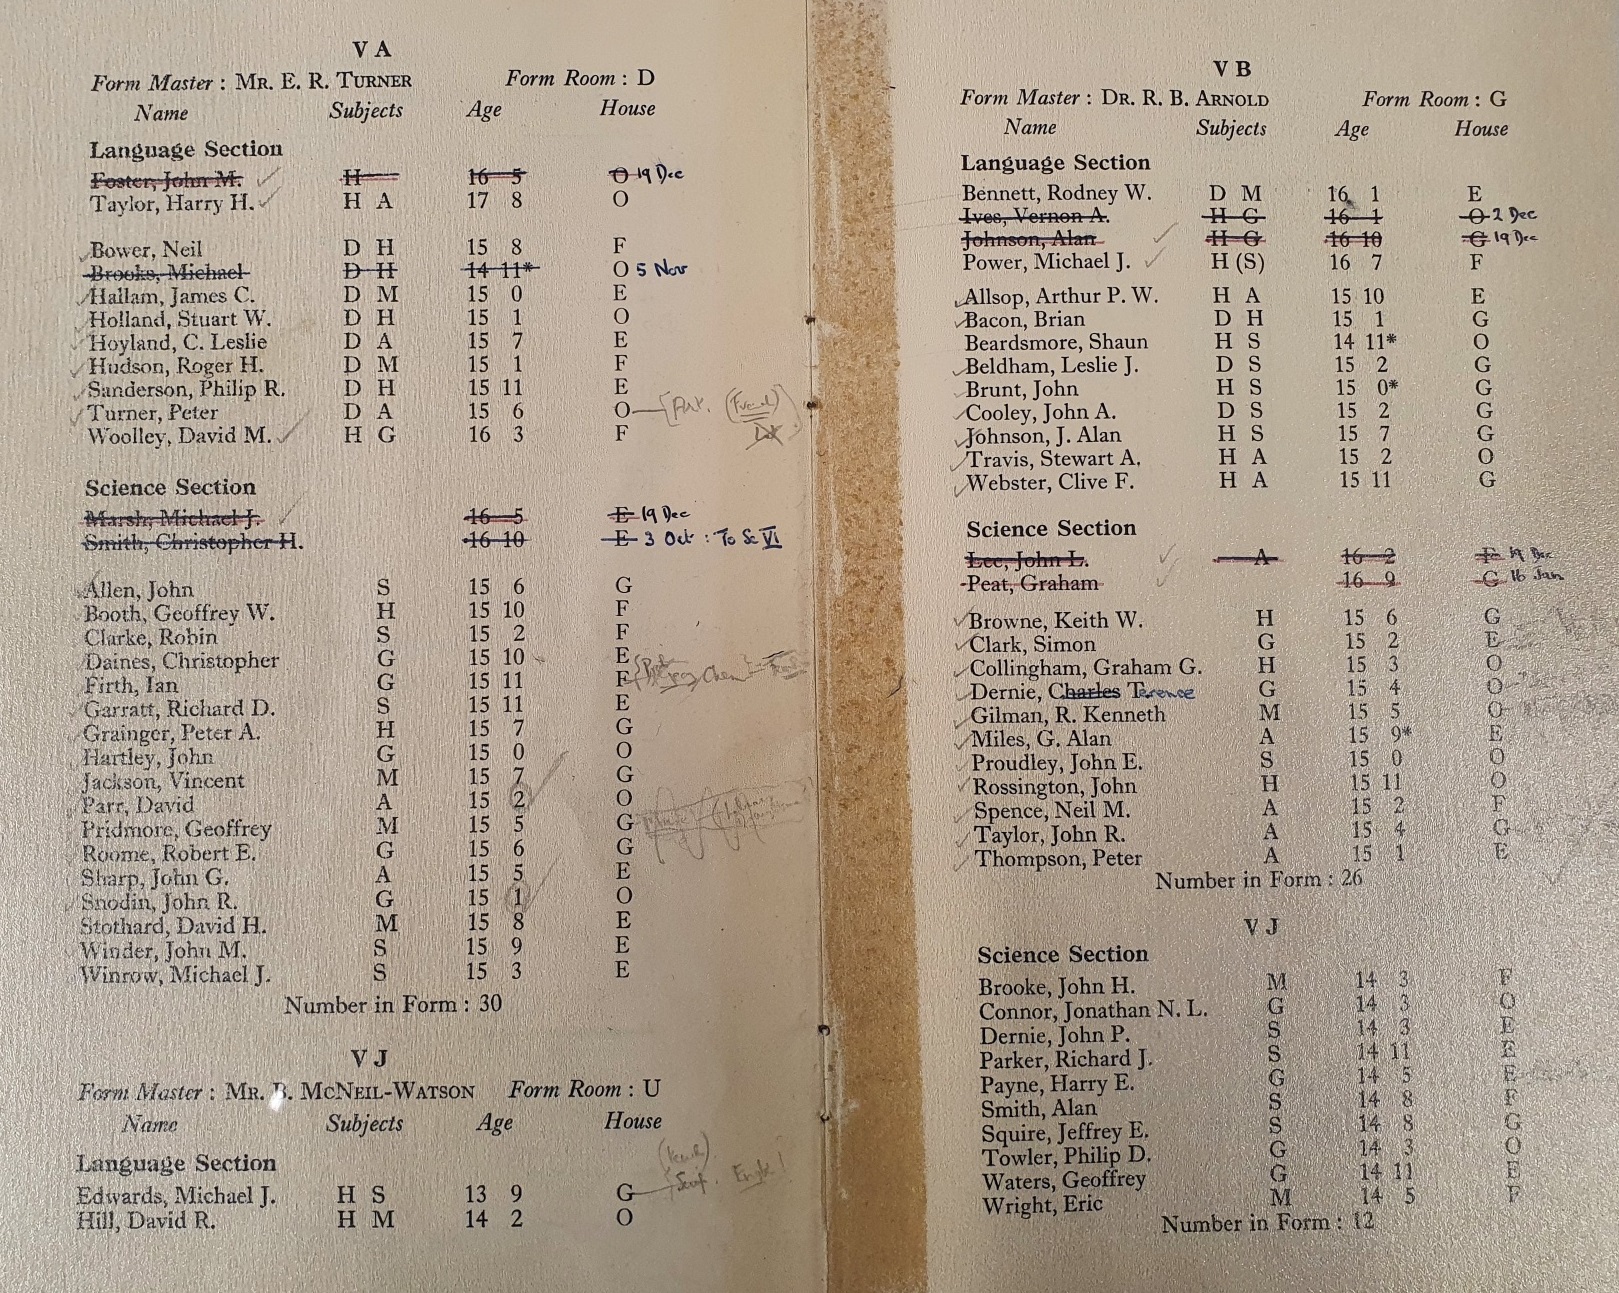 V A
Form Master : MR. E. R. TURNER Form Room : D
Name Subjects Age House
Language Section
Foster, John M. H 16 5 O 19 Dec
Taylor, Harry H. H A 17 8 O
Bower, Neil D H 15 8 F
Brooks, Michael D H 14 11* O 5 Nov
Hallam, James C. D M 15 0 E
Holland, Stuart W. D H 15 1 O
Hoyland, C. Leslie D A 15 7 E
Hudson, Roger H. D M 15 1 F
Sanderson, Philip R. D H 15 11 E
Turner, Peter D A 15 6 O
Woolley, David M. H G 16 3 F
Science Section
Marsh, Michael J. 16 5 E 19 Dec
Smith, Christopher H. 16 10 E 3 Oct : To Sc VI
Allen, John S 15 6 G
Booth, Geoffrey W. H 15 10 F
Clarke, Robin S 15 2 F
Daines, Christopher G 15 10 E
Firth, Ian G 15 11 F
Garratt, Richard D. S 15 11 E
Grainger, Peter A. H 15 7 G
Hartley, John G 15 0 O
Jackson, Vincent M 15 7 G
Parr, David A 15 2 O
Pridmore, Geoffrey M 15 5 G
Roome, Robert E. G 15 6 G
Sharp, John G. A 15 5 E
Snodin, John R. G 15 1 O
Stothard, David H. M 15 8 E
Winder, John M. S 15 9 E
Winrow, Michael J. S 15 3 E
Number in Form : 30
V J
Form Master : MR. B. MCNEIL-WATSON Form Room : U
Name Subjects Age House
Language Section
Edwards, Michael J. H S 13 9 G
Hill, David R. H M 14 2 O
V B
Form Master : DR. R. B. ARNOLD Form Room : G
Name Subjects Age House
Language Section
Bennett, Rodney W. D M 16 1 E
Ives, Vernon A. H G 16 1 O 2 Dec
Johnson, Alan H G 16 10 G 19 Dec
Power, Michael J. H (S) 16 7 F
Allsop, Arthur P. W. H A 15 10 E
Bacon, Brian D H 15 1 G
Beardsmore, Shaun H S 14 11* O
Beldham, Leslie J. D S 15 2 G
Brunt, John H S 15 0* G
Cooley, John A. D S 15 2 G
Johnson, J. Alan H S 15 7 G
Travis, Stewart A. H A 15 2 O
Webster, Clive F. H A 15 11 G
Science Section
Lee, John L. A 16 2 F 19 Dec
Peat, Graham 16 9 G 16 Jan
Browne, Keith W. H 15 6 G
Clark, Simon G 15 2 E
Collingham, Graham G. H 15 3 O
Dernie, Charles Terence G 15 4 O
Gilman, R. Kenneth M 15 5 O
Miles, G. Alan A 15 9* E
Proudley, John E. S 15 0 O
Rossington, John H 15 11 O
Spence, Neil M. A 15 2 F
Taylor, John R. A 15 4 G
Thompson, Peter A 15 1 E
Number in Form : 26
V J
Science Section
Brooke, John H. M 14 3 F
Connor, Jonathan N. L. G 14 3 O
Dernie, John P. S 14 3 E
Parker, Richard J. S 14 11 E
Payne, Harry E. G 14 5 E
Smith, Alan S 14 8 F
Squire, Jeffrey E. S 14 8 G
Towler, Philip D. G 14 3 O
Waters, Geoffrey G 14 11 E
Wright, Eric M 14 5 F
Number in Form : 12